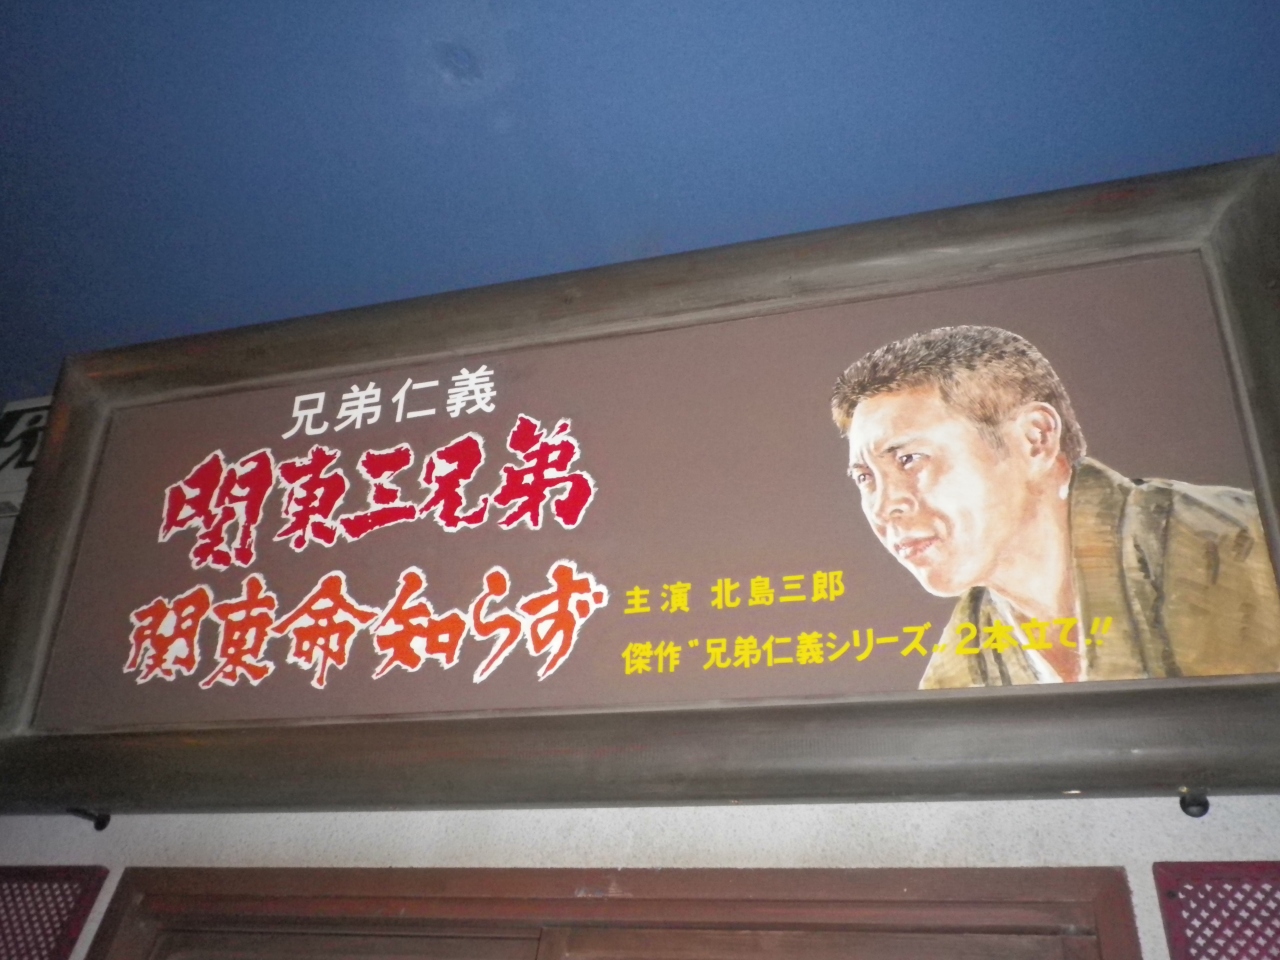 兄弟仁義
関東三兄弟
関東命知らず
主演 北島三郎
傑作"兄弟仁義シリーズ"2本立て!!